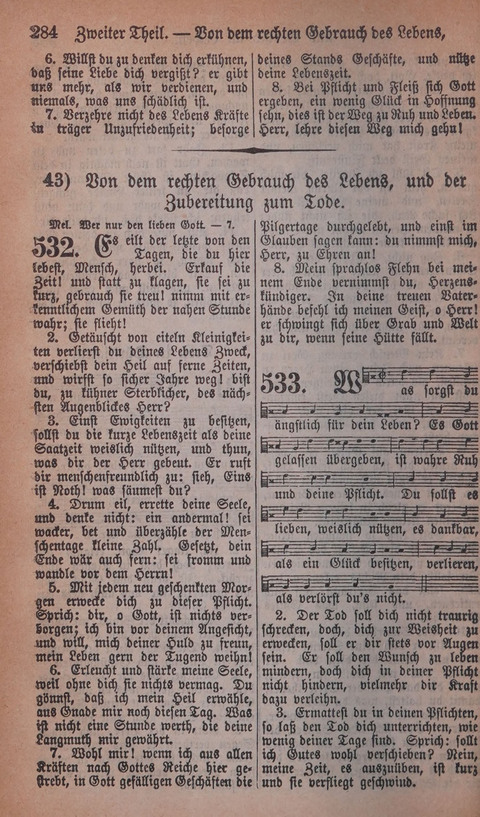 284 Zweiter Theil. — Von dem rechten Gebrauch des Lebens,
6. Willst du zu denken dich erkühnen,
daß seine Liebe dich vergißt? er gibt
uns mehr, als wir verdienen, und
niemals, was uns schädlich ist.
7. Verzehre nicht des Lebens Kräfte
in träger Unzufriedenheit; besorge
deines Stands Geschäfte, und nütze
deine Lebenszeit.
8. Bei Pflicht und Fleiß sich Gott
ergeben, ein wenig Glück in Hoffnung
sehn, dies ist der Weg zu Ruh und Leben.
Herr, lehre diesen Weg mich gehn!
43) Von dem rechten Gebrauch des Lebens, und der
Zubereitung zum Tode.
Mel. Wer nur den lieben Gott. — 7.
532. Es eilt der letzte von den
Tagen, die du hier
lebest, Mensch, herbei. Erkauf die
Zeit! und statt zu klagen, sie sei zu
kurz, gebrauch sie treu! nimm mit er-
kenntlichem Gemüth der nahen Stunde
wahr; sie flieht!
2. Getäuscht von eiteln Kleinigkei-
ten verlierst du deines Lebens Zweck,
verschiebst dein Heil auf ferne Zeiten,
und wirfst so sicher Jahre weg! bist
du, zu kühner Sterblicher, des näch-
sten Augenblickes Herr?
3. Einst Ewigkeiten zu besitzen,
sollst du die kurze Lebenszeit als deine
Saatzeit weislich nützen, und thun,
was dir der Herr gebeut. Er ruft
dir menschenfreundlich zu: sieh, Eins
ist Noth! was säumest du?
4. Drum eil, errette deine Seele,
und denke nicht: ein andermal! sei
wacker, bet und überzähle der Men-
schentage kleine Zahl. Gesetzt, dein
Ende wär auch fern: sei fromm und
wandle vor dem Herrn!
5. Mit jedem neu geschenkten Mor-
gen erwecke dich zu dieser Pflicht.
Sprich: dir, o Gott, ist nichts ver-
borgen; ich bin vor deinem Angesicht,
und will, mich deiner Huld zu freun,
mein Leben gern der Tugend weihn!
6. Erleucht und stärke meine Seele,
weil ohne dich sie nichts vermag. Du
gönnst, daß ich mein Heil erwähle,
aus Gnade mir noch diesen Tag. Was
ist nicht eine Stunde werth, die deine
Langmuth mir gewährt.
7. Wohl mir! wenn ich aus allen
Kräften nach Gottes Reiche hier ge-
strebt, in Gott gefälligen Geschäften die
Pilgertage durchgelebt, und einst im
Glauben sagen kann: du nimmst mich,
Herr, zu Ehren an!
8. Mein sprachlos Flehn bei mei-
nem Ende vernimmst du, Herzens-
kündiger. In deine treuen Vater-
hände befehl ich meinen Geist, o Herr!
er schwingt sich über Grab und Welt
zu dir, wenn seine Hütte fällt.
533. Was sorgst du
ängstlich für dein Leben? Es Gott
gelassen übergeben, ist wahre Ruh
und deine Pflicht. Du sollst es
lieben, weislich nützen, es dankbar,
als ein Glück besitzen, verlieren,
als verlörst du's nicht.
2. Der Tod soll dich nicht traurig
schrecken, doch, dich zur Weisheit zu
erwecken, soll er dir stets vor Augen
sein. Er soll den Wunsch zu leben
mindern, doch dich in deiner Pflicht
nicht hindern, vielmehr dir Kraft
dazu verleihn.
3. Ermattest du in deinen Pflichten,
so laß den Tod dich unterrichten, wie
wenig deiner Tage sind. Sprich: sollt
ich Gutes wohl verschieben? Nein,
meine Zeit, es auszuüben, ist kurz
und sie verfliegt geschwind.